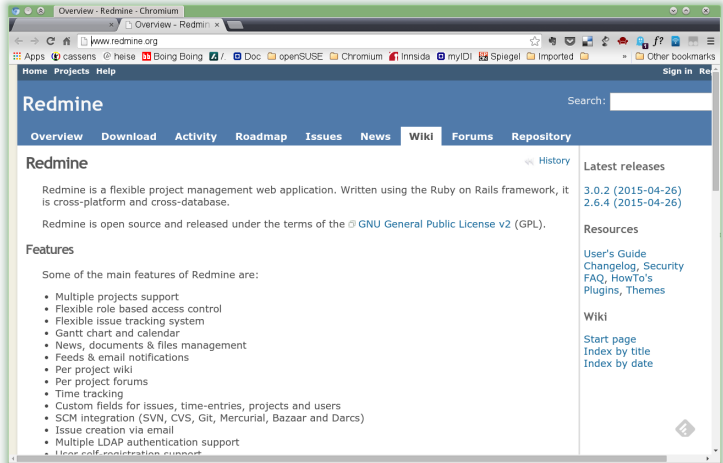 Overview - Redmine - Chromium
Overview - Redmin
www.redmine.org
Apps
cassens
heise
Boing Boing
/.
Doc
openSUSE
Chromium
Innsida
myIDI
Spiegel
Imported
»
Other bookmarks
Home Projects Help
Sign in Re
Redmine
Search:
Overview Download Activity Roadmap Issues News Wiki Forums Repository
Redmine
History
Redmine is a flexible project management web application. Written using the Ruby on Rails framework, it
is cross-platform and cross-database.
Redmine is open source and released under the terms of the GNU General Public License v2 (GPL).
Features
Some of the main features of Redmine are:
• Multiple projects support
• Flexible role based access control
• Flexible issue tracking system
• Gantt chart and calendar
• News, documents & files management
• Feeds & email notifications
• Per project wiki
• Per project forums
• Time tracking
• Custom fields for issues, time-entries, projects and users
• SCM integration (SVN, CVS, Git, Mercurial, Bazaar and Darcs)
• Issue creation via email
• Multiple LDAP authentication support
• User self-registration support
Latest releases
3.0.2 (2015-04-26)
2.6.4 (2015-04-26)
Resources
User's Guide
Changelog, Security
FAQ, HowTo's
Plugins, Themes
Wiki
Start page
Index by title
Index by date